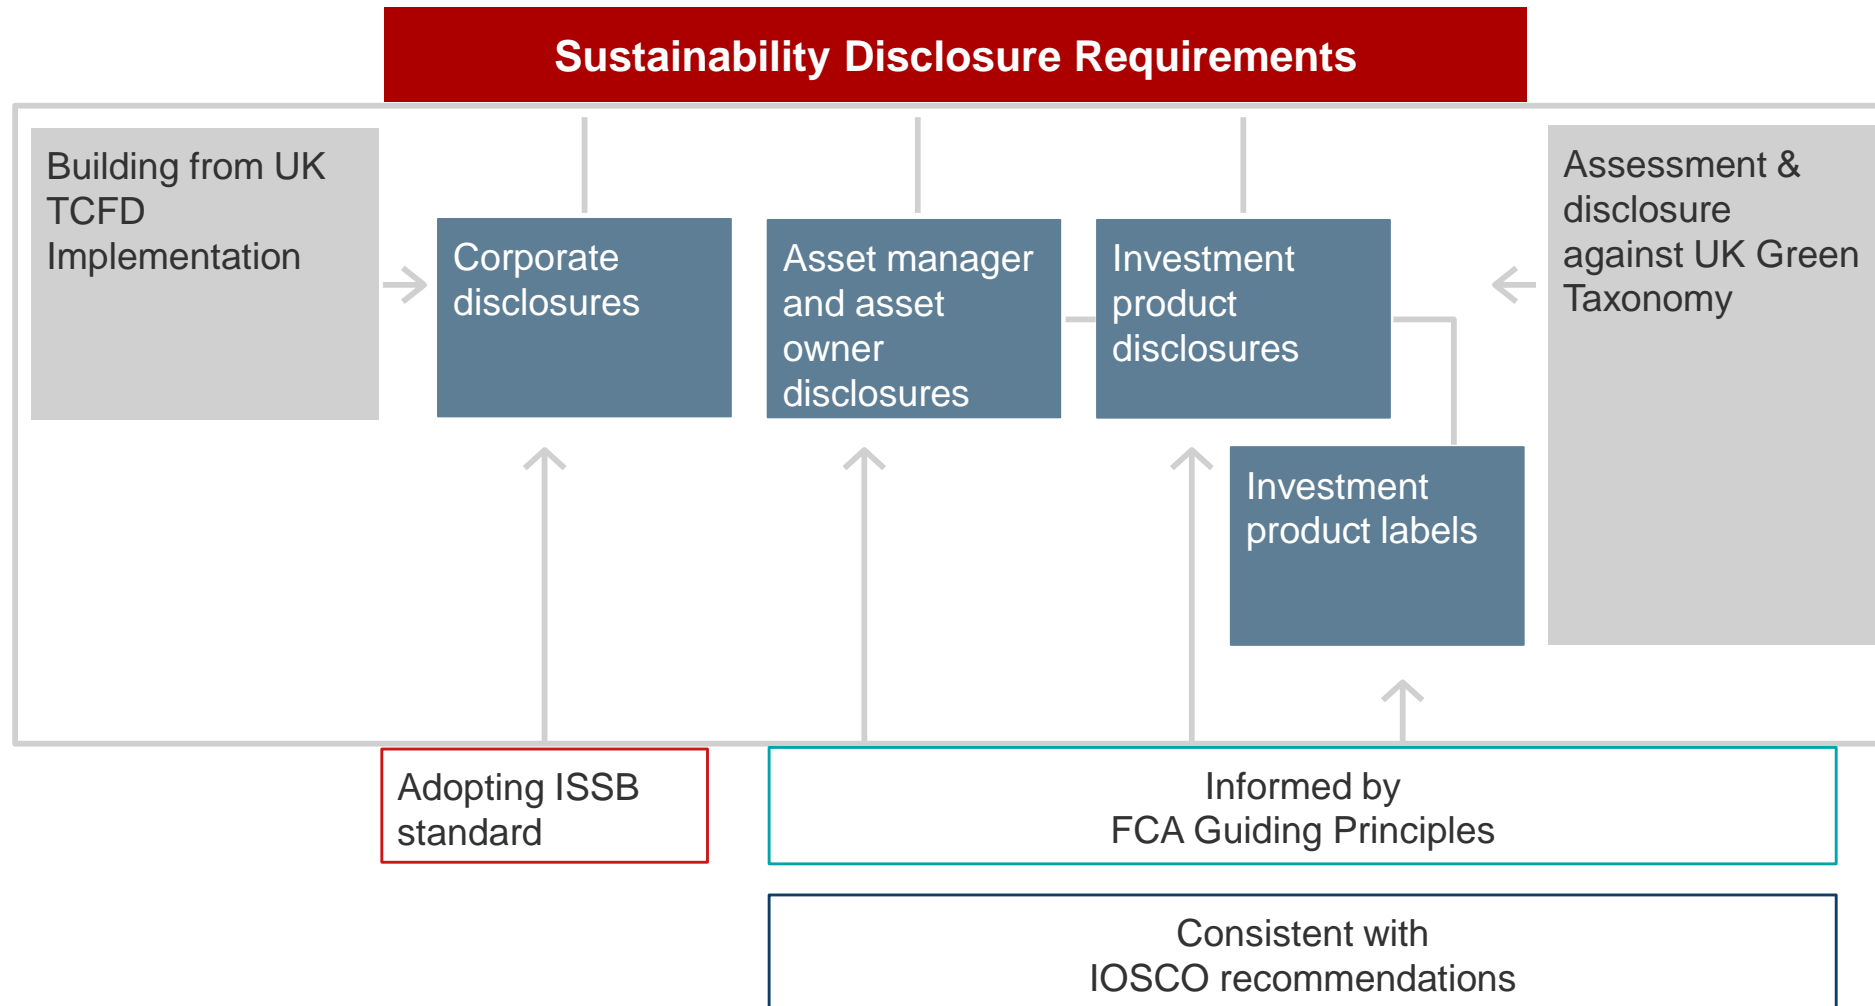 Sustainability Disclosure Requirements
Building from UK
TCFD
Implementation
Corporate
disclosures
Asset manager
and asset
owner
disclosures
Investment
product
disclosures
Investment
product labels
Assessment &
disclosure
against UK Green
Taxonomy
Adopting ISSB
standard
Informed by
FCA Guiding Principles
Consistent with
IOSCO recommendations